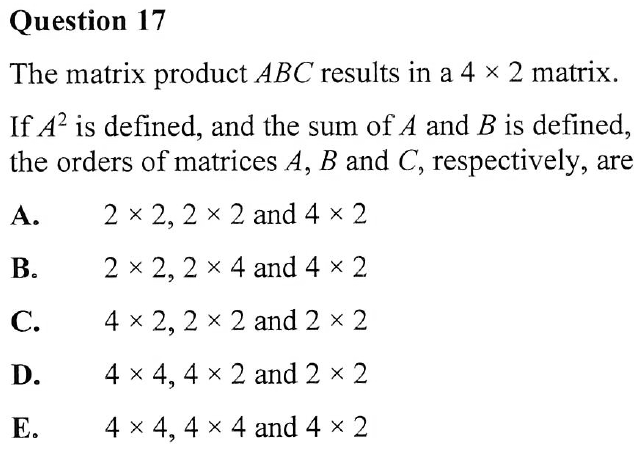 Question 17
The matrix product ABC results in a 4 × 2 matrix.
If A² is defined, and the sum of A and B is defined,
the orders of matrices A, B and C, respectively, are
A. 2 × 2, 2 × 2 and 4 × 2
B. 2 × 2, 2 × 4 and 4 × 2
C. 4 × 2, 2 × 2 and 2 × 2
D. 4 × 4, 4 × 2 and 2 × 2
E. 4 × 4, 4 × 4 and 4 × 2